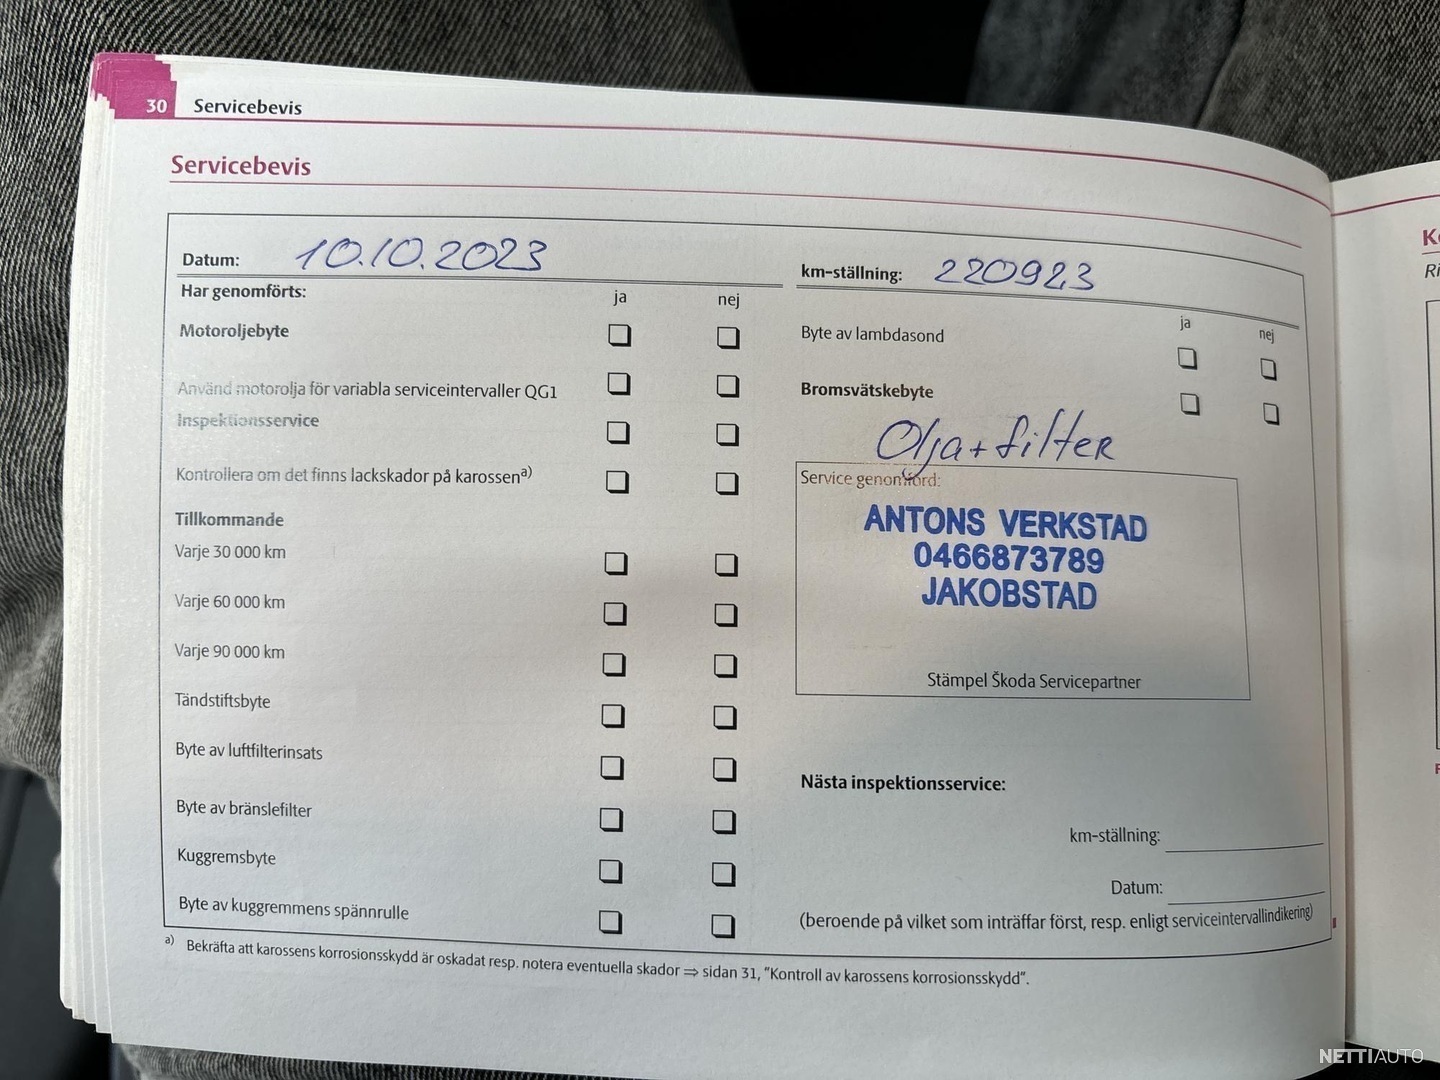 30 Servicebevis
Servicebevis
Datum: 10.10.2023
km-ställning: 220923
Har genomförts: ja nej
Motoroljebyte
Använd motorolja för variabla serviceintervaller QG1
Inspektionsservice
Kontrollera om det finns lackskador på karossen a)
Tillkommande
Varje 30 000 km
Varje 60 000 km
Varje 90 000 km
Tändstiftsbyte
Byte av luftfilterinsats
Byte av bränslefilter
Kuggremsbyte
Byte av kuggremmens spännrulle
ja nej
Byte av lambdasond
Bromsvätskebyte
Olja + filter
Service genomförd:
ANTONS VERKSTAD
0466873789
JAKOBSTAD
Stämpel Škoda Servicepartner
Nästa inspektionsservice:
km-ställning:
Datum:
(beroende på vilket som inträffar först, resp. enligt serviceintervallindikering)
a) Bekräfta att karossens korrosionsskydd är oskadat resp. notera eventuella skador ⇒ sidan 31, "Kontroll av karossens korrosionsskydd".
NETTIAUTO